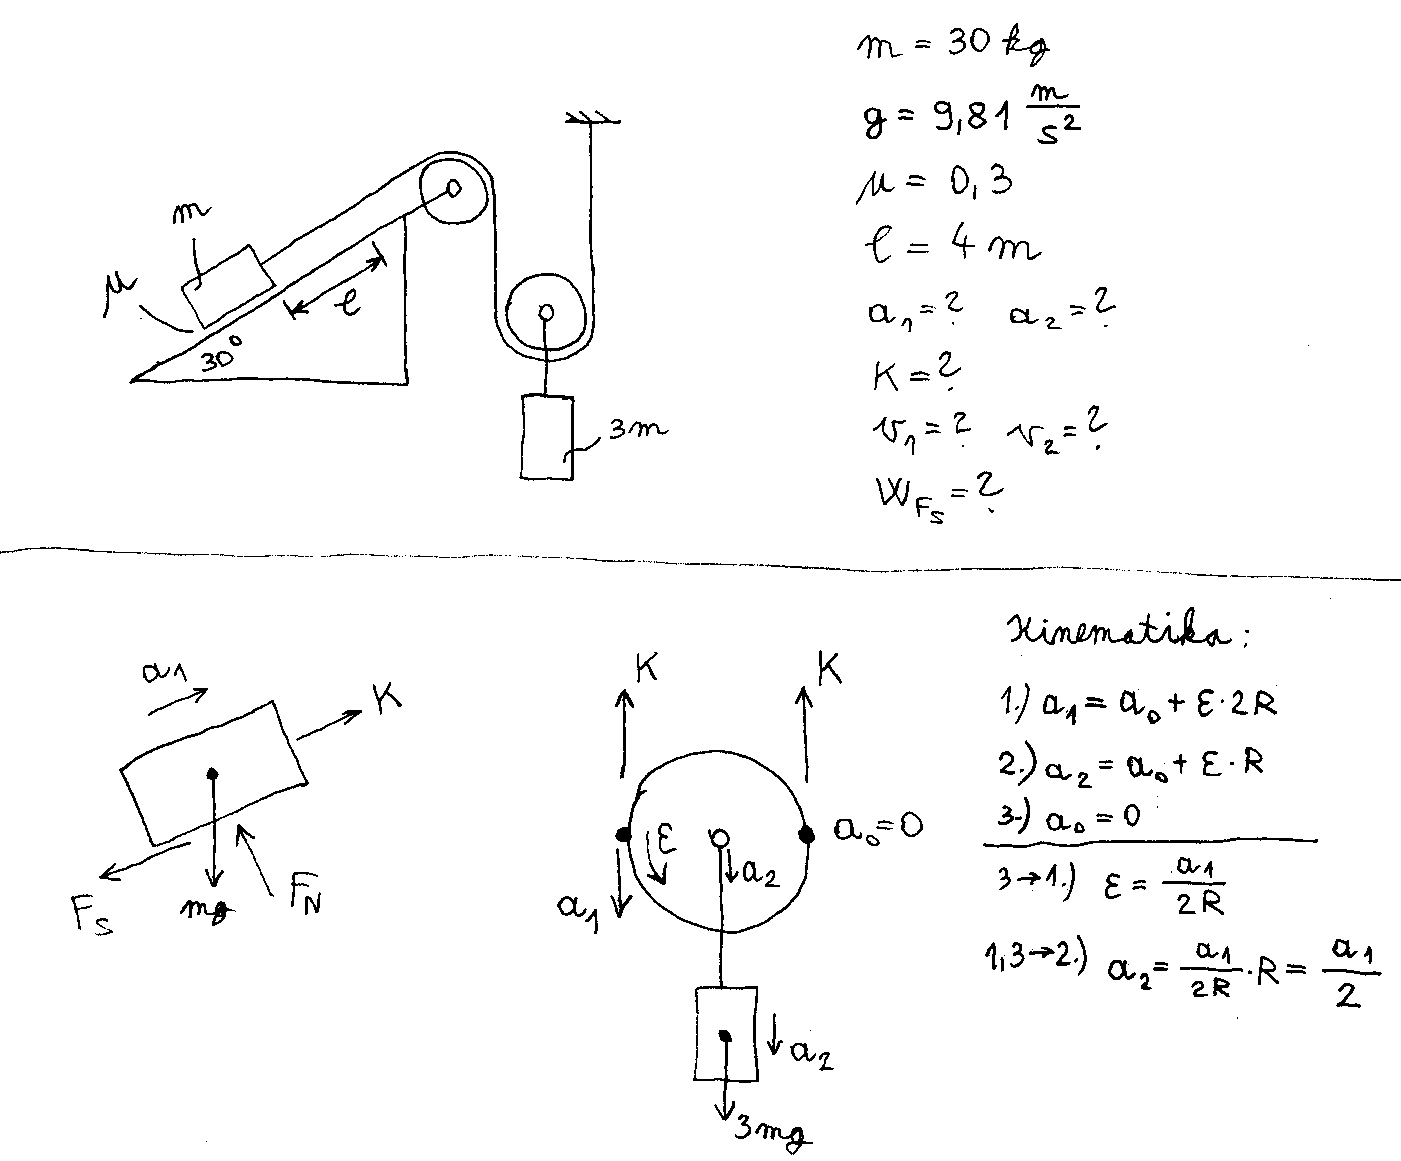 m = 30 kg
g = 9,81 m/s²
μ = 0,3
ℓ = 4 m
a₁ = ? a₂ = ?
K = ?
v₁ = ? v₂ = ?
W_Fs = ?
m
μ
30°
ℓ
3m
Kinematika:
1.) a₁ = a₀ + ε·2R
2.) a₂ = a₀ + ε·R
3.) a₀ = 0
3→1.) ε = a₁/2R
1,3→2.) a₂ = a₁/2R · R = a₁/2
a₁
K
F_S
mg
F_N
K
K
ε
a₂
a₀=0
a₁
a₂
3mg